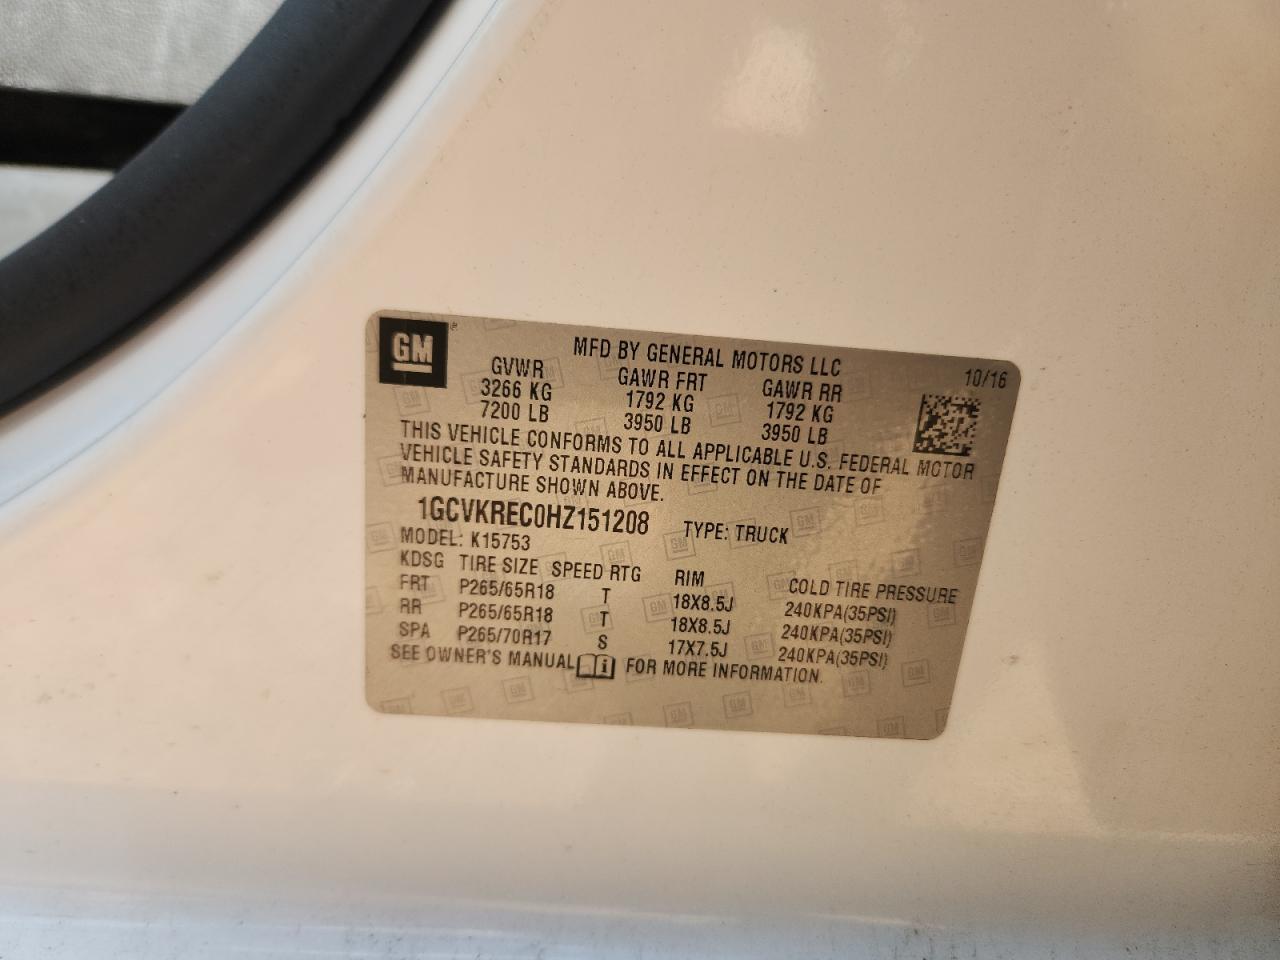 GM
MFD BY GENERAL MOTORS LLC
10/16
GVWR GAWR FRT GAWR RR
3266 KG 1792 KG 1792 KG
7200 LB 3950 LB 3950 LB
THIS VEHICLE CONFORMS TO ALL APPLICABLE U.S. FEDERAL MOTOR
VEHICLE SAFETY STANDARDS IN EFFECT ON THE DATE OF
MANUFACTURE SHOWN ABOVE.
1GCVKREC0HZ151208 TYPE: TRUCK
MODEL: K15753
KDSG TIRE SIZE SPEED RTG RIM COLD TIRE PRESSURE
FRT P265/65R18 T 18X8.5J 240KPA(35PSI)
RR P265/65R18 T 18X8.5J 240KPA(35PSI)
SPA P265/70R17 S 17X7.5J 240KPA(35PSI)
SEE OWNER'S MANUAL FOR MORE INFORMATION.